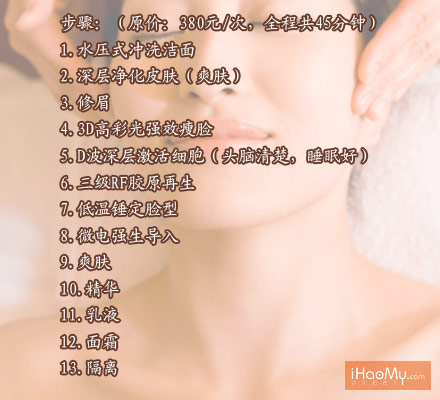 步骤：（原价：380元/次，全程共45分钟）
1.水压式冲洗洁面
2.深层净化皮肤（爽肤）
3.修眉
4.3D高彩光强效瘦脸
5.D波深层激活细胞（头脑清楚，睡眠好）
6.三级RF胶原再生
7.低温锤定脸型
8.微电强生导入
9.爽肤
10.精华
11.乳液
12.面霜
13.隔离
iHaoMy.com